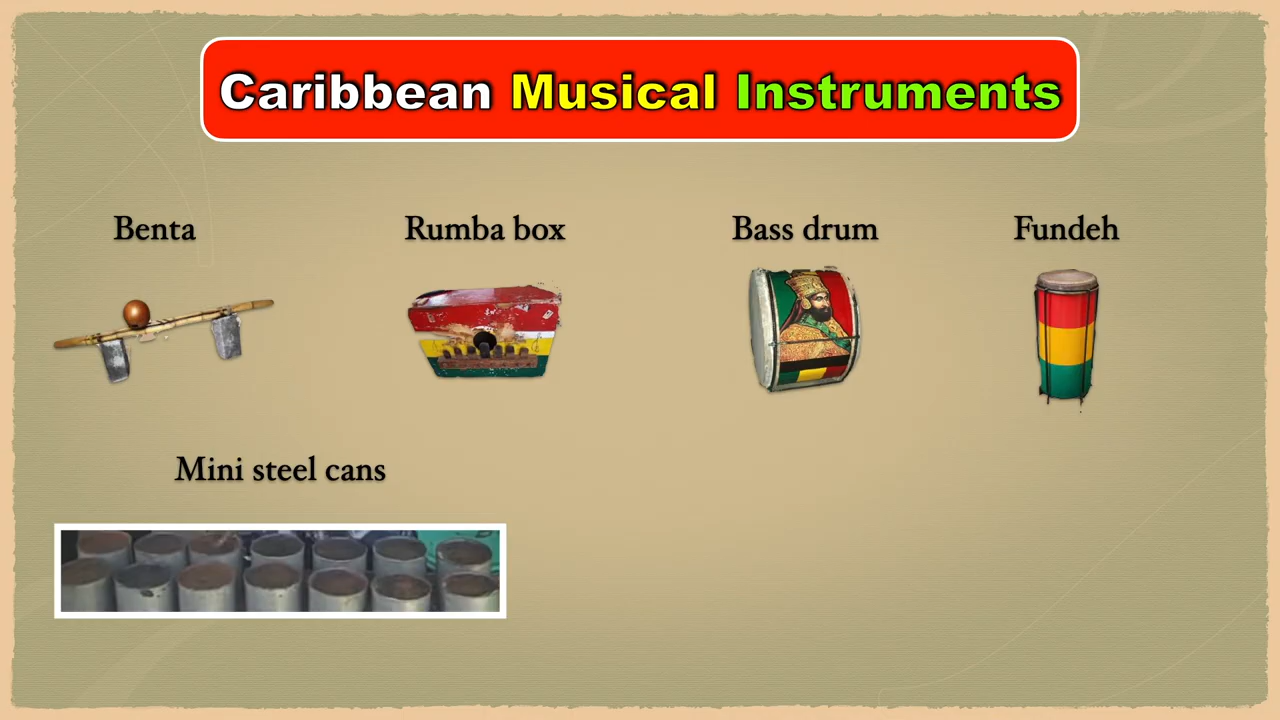 Caribbean Musical Instruments
Benta
Rumba box
Bass drum
Fundeh
Mini steel cans